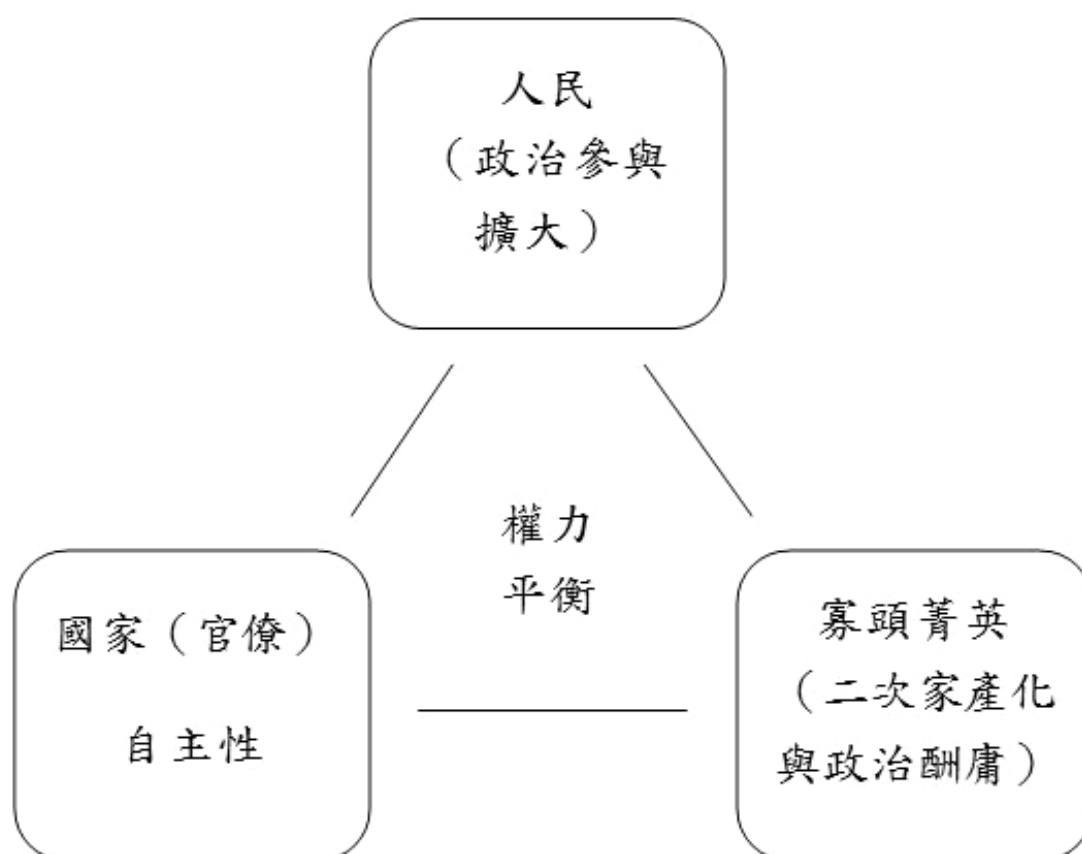 人民
（政治參與
擴大）
權力
平衡
國家（官僚）
自主性
寡頭菁英
（二次家產化
與政治酬庸）